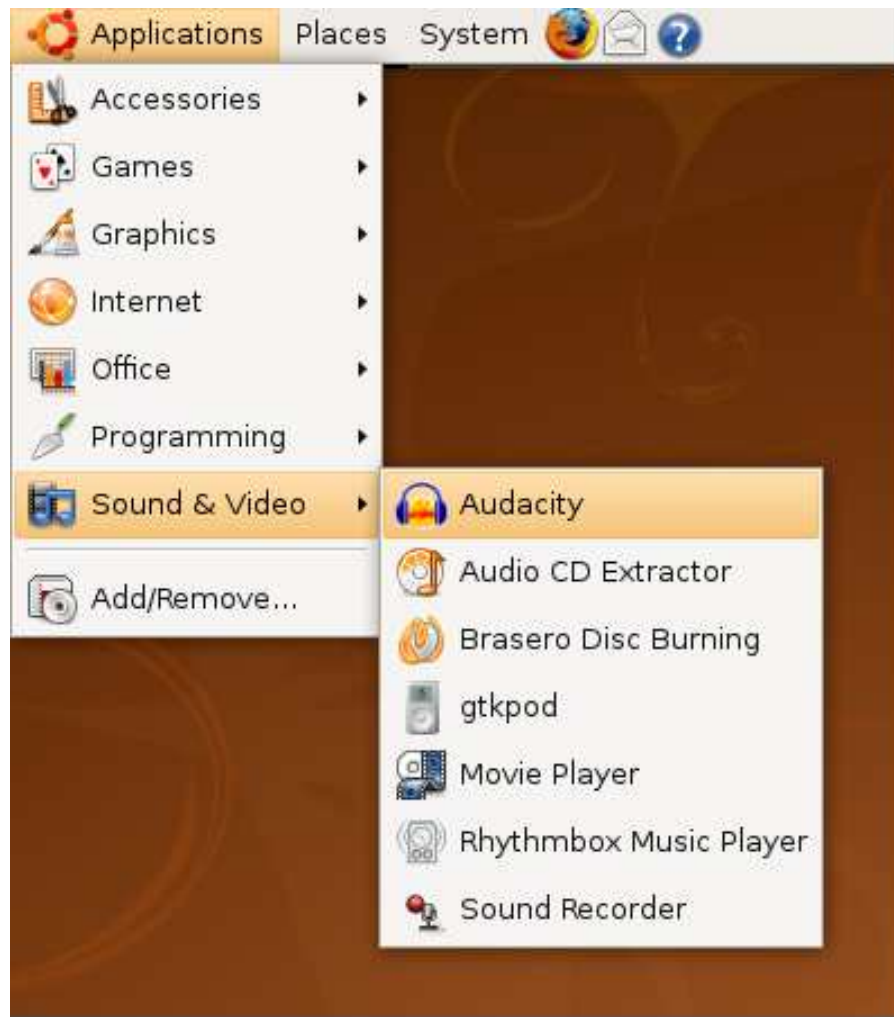 Applications Places System
Accessories
Games
Graphics
Internet
Office
Programming
Sound & Video
Add/Remove...
Audacity
Audio CD Extractor
Brasero Disc Burning
gtkpod
Movie Player
Rhythmbox Music Player
Sound Recorder